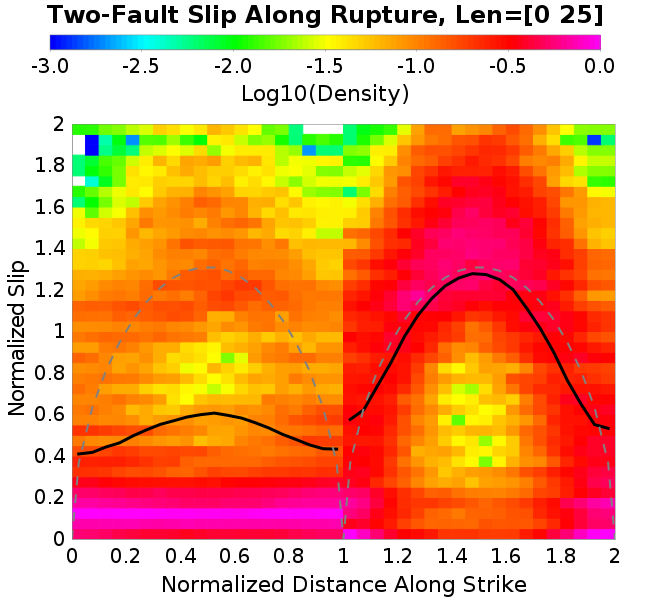 Two-Fault Slip Along Rupture, Len=[0 25]
-3.0 -2.5 -2.0 -1.5 -1.0 -0.5 0.0
Log10(Density)
2
1.8
1.6
1.4
1.2
1
0.8
0.6
0.4
0.2
0
Normalized Slip
0 0.2 0.4 0.6 0.8 1 1.2 1.4 1.6 1.8 2
Normalized Distance Along Strike